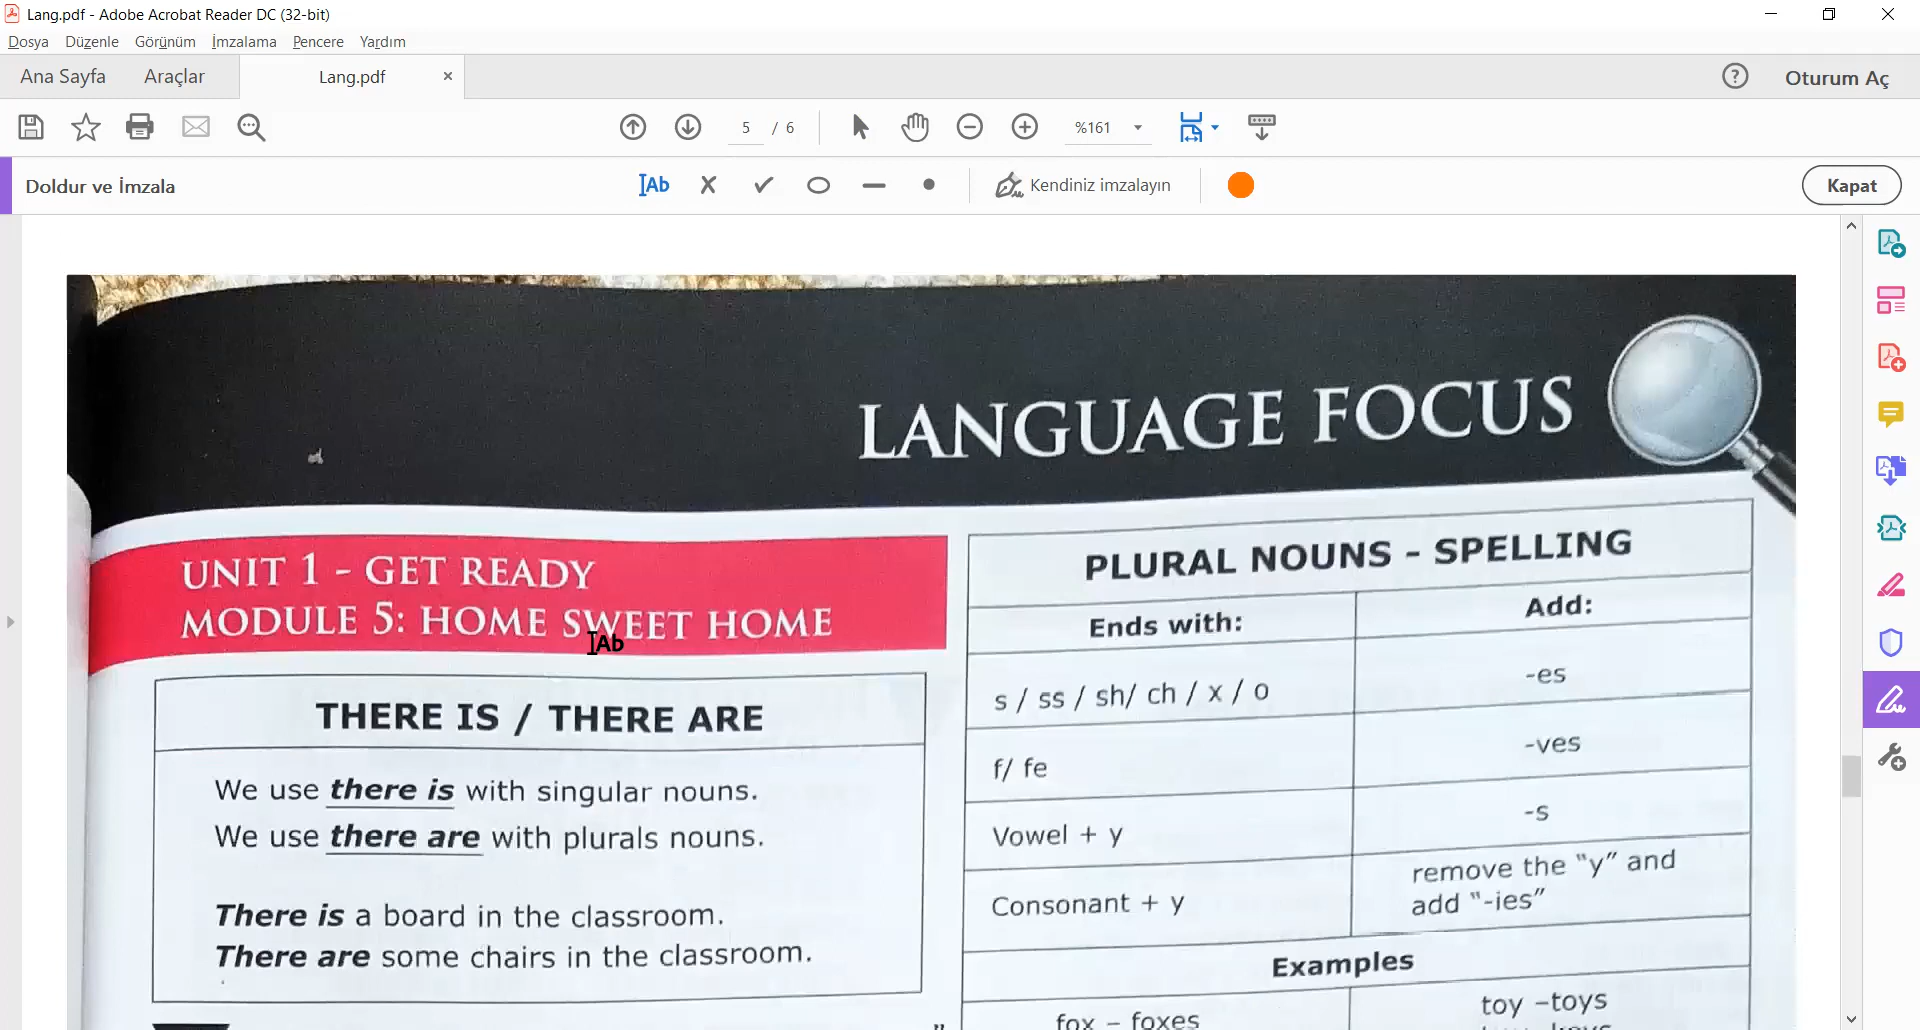 Lang.pdf - Adobe Acrobat Reader DC (32-bit)
Dosya Düzenle Görünüm İmzalama Pencere Yardım
Ana Sayfa Araçlar Lang.pdf × ? Oturum Aç
5 / 6 %161
Doldur ve İmzala Ab Kendiniz imzalayın Kapat
LANGUAGE FOCUS
UNIT 1 - GET READY
MODULE 5: HOME SWEET HOME
Ab
THERE IS / THERE ARE
We use there is with singular nouns.
We use there are with plurals nouns.
There is a board in the classroom.
There are some chairs in the classroom.
PLURAL NOUNS - SPELLING
Ends with: Add:
s / ss / sh/ ch / x / o -es
f/ fe -ves
Vowel + y -s
Consonant + y remove the "y" and
add "-ies"
Examples
fox - foxes toy -toys